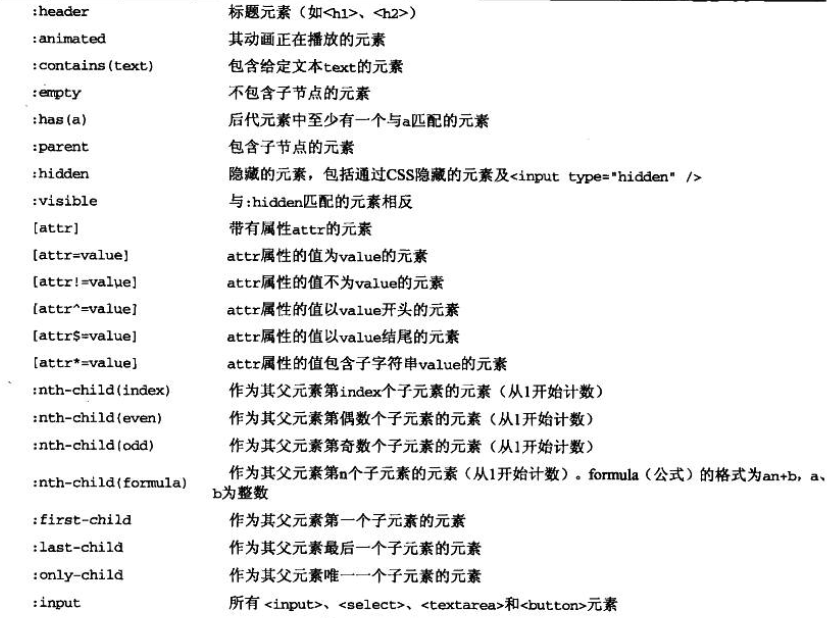 :header 标题元素（如<h1>、<h2>）
:animated 其动画正在播放的元素
:contains(text) 包含给定文本text的元素
:empty 不包含子节点的元素
:has(a) 后代元素中至少有一个与a匹配的元素
:parent 包含子节点的元素
:hidden 隐藏的元素，包括通过CSS隐藏的元素及<input type="hidden" />
:visible 与:hidden匹配的元素相反
[attr] 带有属性attr的元素
[attr=value] attr属性的值为value的元素
[attr!=value] attr属性的值不为value的元素
[attr^=value] attr属性的值以value开头的元素
[attr$=value] attr属性的值以value结尾的元素
[attr*=value] attr属性的值包含子字符串value的元素
:nth-child(index) 作为其父元素第index个子元素的元素（从1开始计数）
:nth-child(even) 作为其父元素第偶数个子元素的元素（从1开始计数）
:nth-child(odd) 作为其父元素第奇数个子元素的元素（从1开始计数）
:nth-child(formula) 作为其父元素第n个子元素的元素（从1开始计数）。formula（公式）的格式为an+b，a、
b为整数
:first-child 作为其父元素第一个子元素的元素
:last-child 作为其父元素最后一个子元素的元素
:only-child 作为其父元素唯一一个子元素的元素
:input 所有<input>、<select>、<textarea>和<button>元素